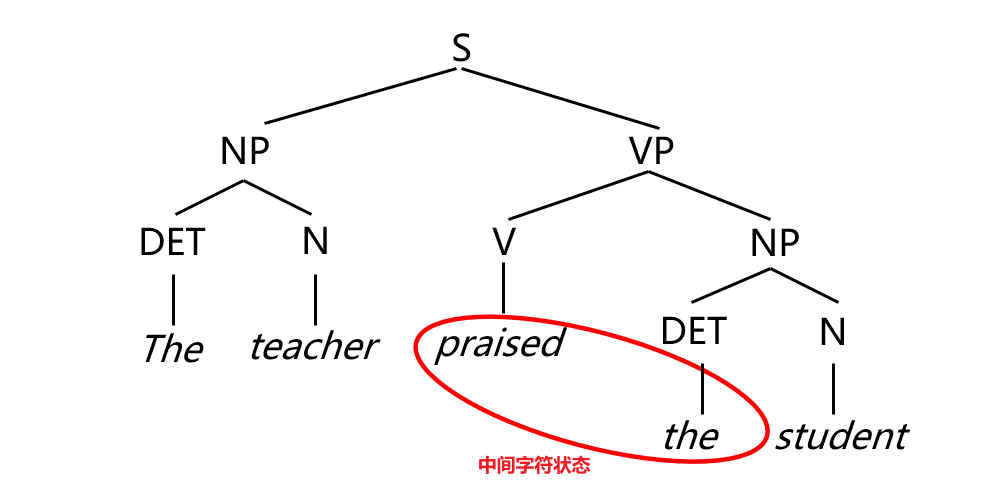 S
NP VP
DET N V NP
The teacher praised DET N
the student
中间字符状态